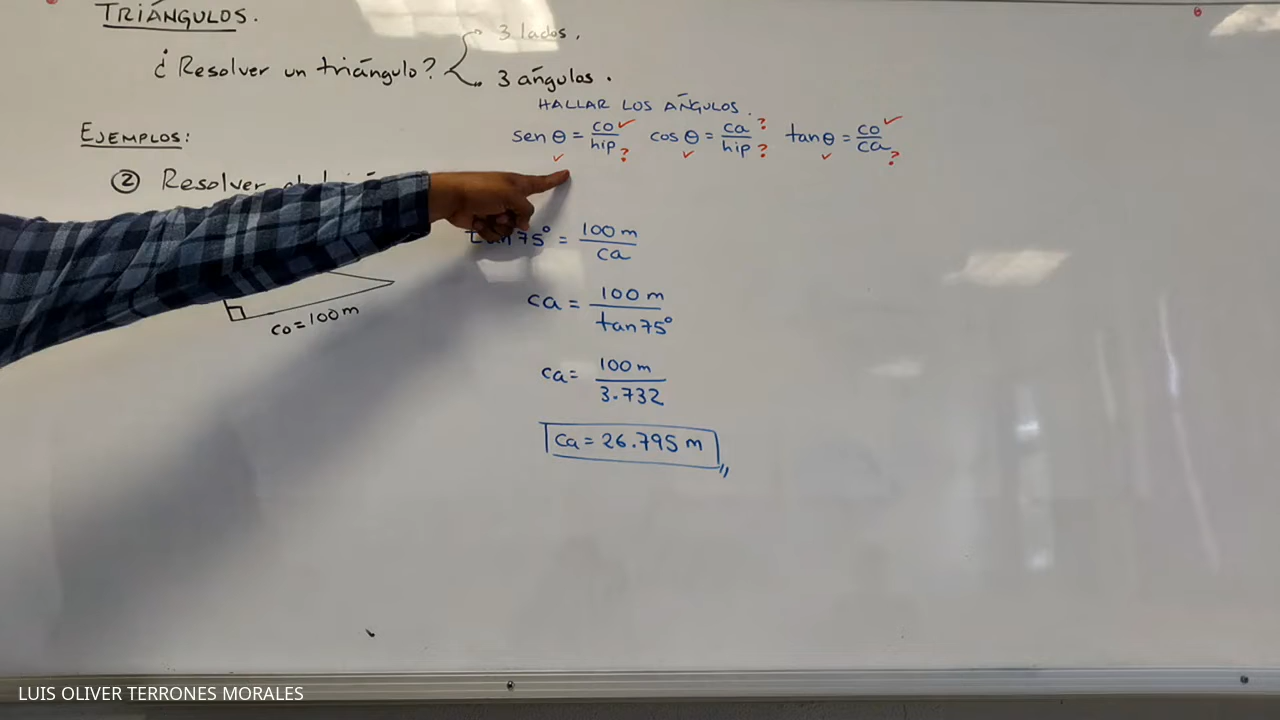 TRIÁNGULOS.
¿Resolver un triángulo?
3 lados.
3 ángulos.
HALLAR LOS ÁNGULOS.
EJEMPLOS:
sen θ = co/hip ? cos θ = ca ?/hip ? tan θ = co/ca ?
② Resolver
tan 75° = 100 m/ca
ca = 100 m/tan 75°
co = 100 m
ca = 100 m/3.732
ca = 26.795 m
LUIS OLIVER TERRONES MORALES